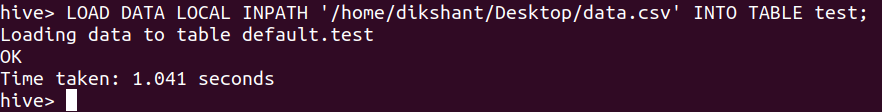 hive> LOAD DATA LOCAL INPATH '/home/dikshant/Desktop/data.csv' INTO TABLE test;
Loading data to table default.test
OK
Time taken: 1.041 seconds
hive>